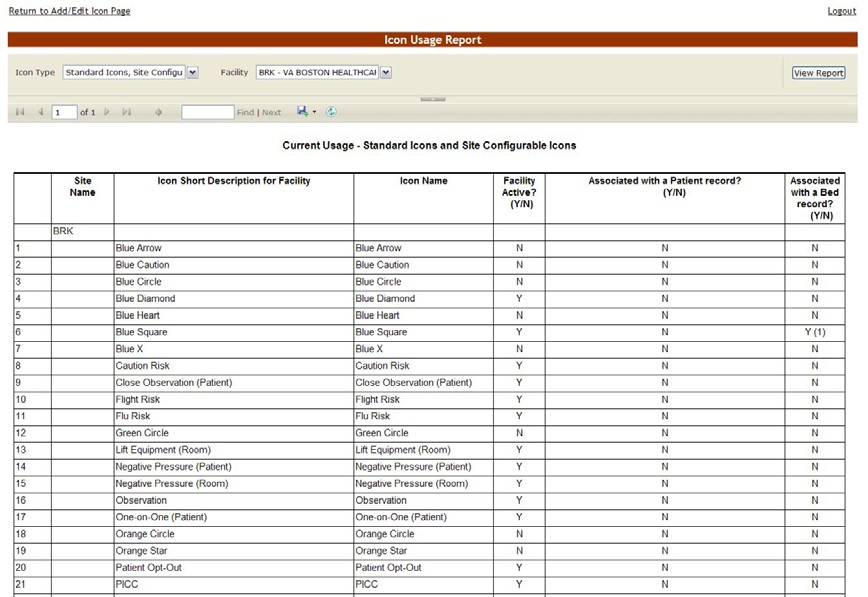 Return to Add/Edit Icon Page Logout
Icon Usage Report
Icon Type Standard Icons, Site Configu Facility BRK - VA BOSTON HEALTHCAI View Report
1 of 1 Find | Next
Current Usage - Standard Icons and Site Configurable Icons
Site Name Icon Short Description for Facility Icon Name Facility Active? (Y/N) Associated with a Patient record? (Y/N) Associated with a Bed record? (Y/N)
BRK
1 Blue Arrow Blue Arrow N N N
2 Blue Caution Blue Caution N N N
3 Blue Circle Blue Circle N N N
4 Blue Diamond Blue Diamond Y N N
5 Blue Heart Blue Heart N N N
6 Blue Square Blue Square Y N Y (1)
7 Blue X Blue X N N N
8 Caution Risk Caution Risk Y N N
9 Close Observation (Patient) Close Observation (Patient) Y N N
10 Flight Risk Flight Risk Y N N
11 Flu Risk Flu Risk Y N N
12 Green Circle Green Circle N N N
13 Lift Equipment (Room) Lift Equipment (Room) Y N N
14 Negative Pressure (Patient) Negative Pressure (Patient) Y N N
15 Negative Pressure (Room) Negative Pressure (Room) Y N N
16 Observation Observation Y N N
17 One-on-One (Patient) One-on-One (Patient) Y N N
18 Orange Circle Orange Circle N N N
19 Orange Star Orange Star N N N
20 Patient Opt-Out Patient Opt-Out Y N N
21 PICC PICC Y N N